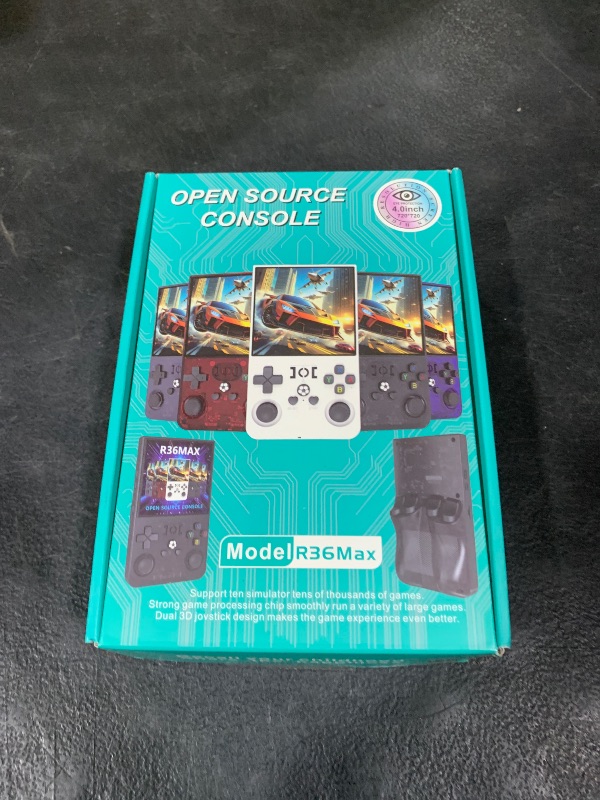 OPEN SOURCE
CONSOLE
4.0inch
720*720
R36MAX
OPEN SOURCE CONSOLE
Model R36Max
Support ten simulator tens of thousands of games.
Strong game processing chip smoothly run a variety of large games.
Dual 3D joystick design makes the game experience even better.